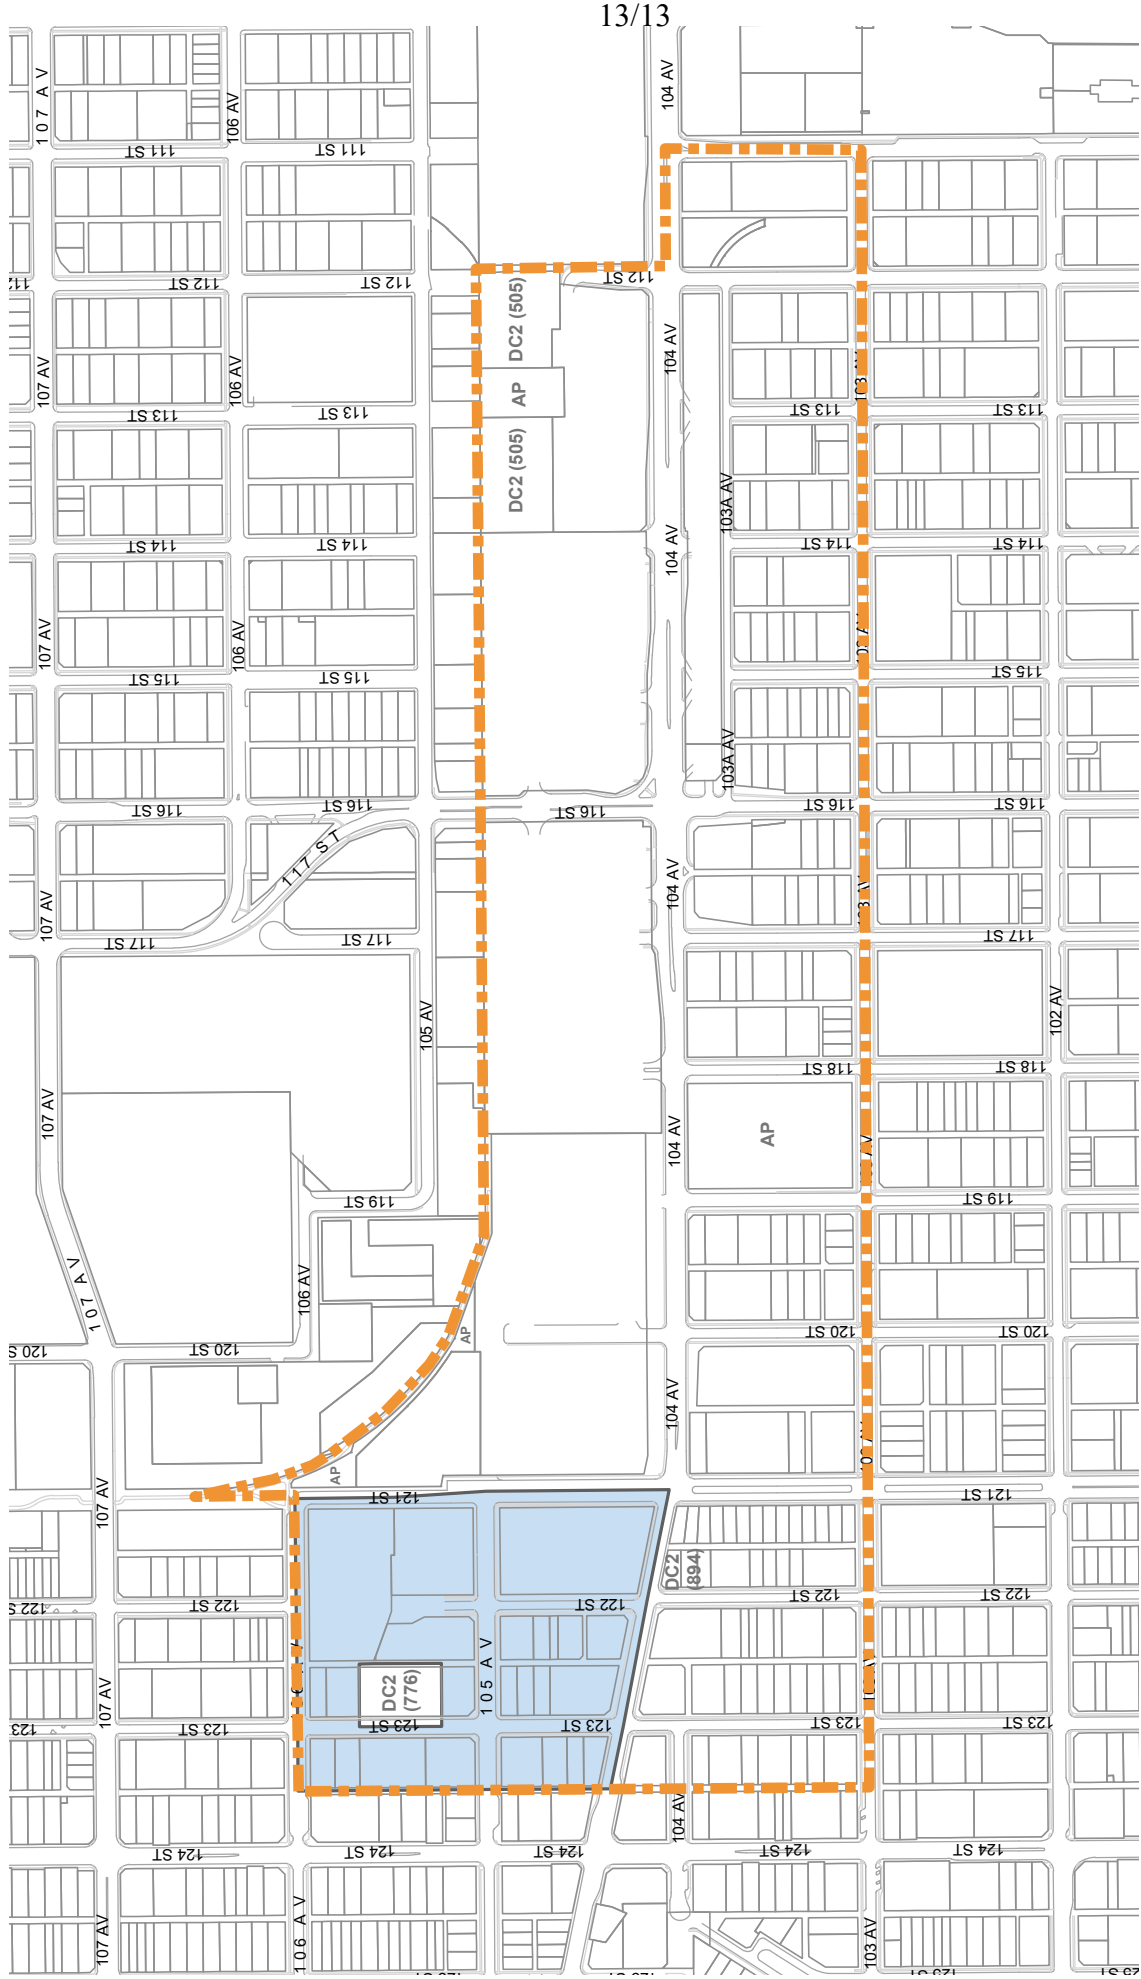 13/13
107 AV
106 AV
104 AV
111 ST
111 ST
112 ST
112 ST
112 ST
DC2 (505)
107 AV
106 AV
104 AV
AP
113 ST
113 ST
113 ST
113 ST
DC2 (505)
103A AV
114 ST
114 ST
104 AV
114 ST
114 ST
107 AV
106 AV
115 ST
115 ST
115 ST
103A AV
116 ST
116 ST
116 ST
116 ST
116 ST
117 ST
107 AV
104 AV
117 ST
117 ST
117 ST
105 AV
102 AV
118 ST
118 ST
107 AV
104 AV
AP
119 ST
119 ST
107 AV
106 AV
120 ST
120 ST
AP
120 ST
120 ST
104 AV
AP
107 AV
121 ST
121 ST
DC2
(894)
122 ST
122 ST
122 ST
122 ST
122 ST
105 AV
DC2
(776)
107 AV
123
123 ST
123 ST
123 ST
123 ST
123 ST
104 AV
124 ST
124 ST
124 ST
124 ST
124 ST
107 AV
106 AV
103 AV